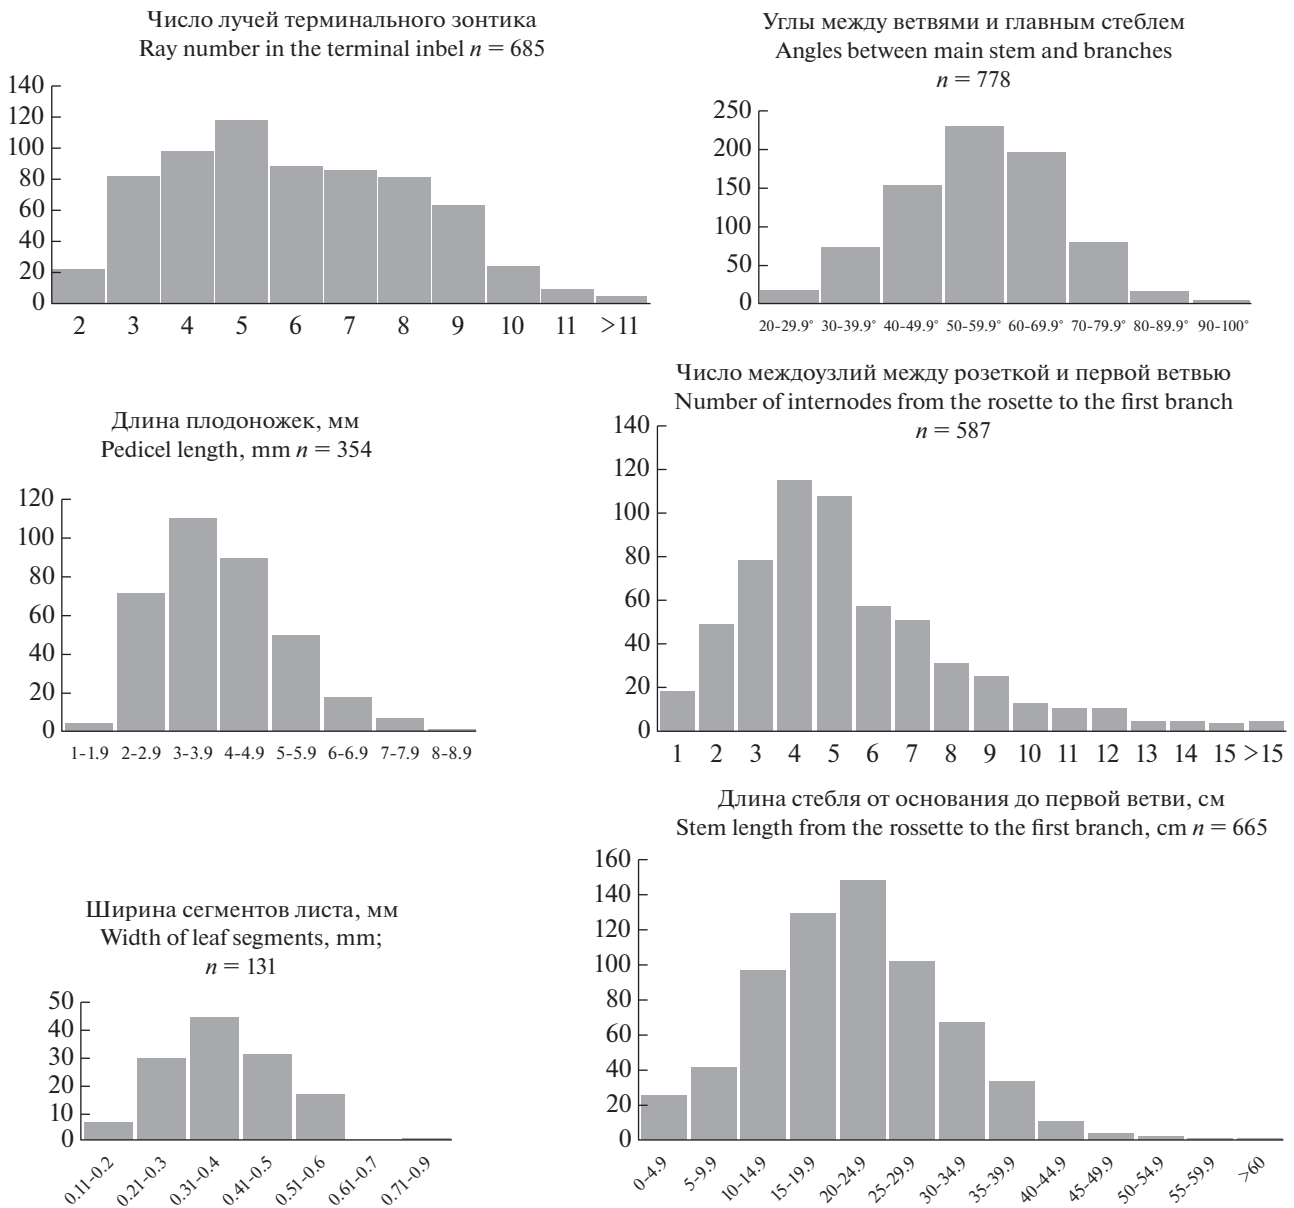 Число лучей терминального зонтика
Ray number in the terminal inbel n = 685
140
120
100
80
60
40
20
0
2 3 4 5 6 7 8 9 10 11 >11
Углы между ветвями и главным стеблем
Angles between main stem and branches
n = 778
250
200
150
100
50
0
20-29.9° 30-39.9° 40-49.9° 50-59.9° 60-69.9° 70-79.9° 80-89.9° 90-100°
Длина плодоножек, мм
Pedicel length, mm n = 354
120
100
80
60
40
20
0
1-1.9 2-2.9 3-3.9 4-4.9 5-5.9 6-6.9 7-7.9 8-8.9
Число междоузлий между розеткой и первой ветвью
Number of internodes from the rosette to the first branch
n = 587
140
120
100
80
60
40
20
0
1 2 3 4 5 6 7 8 9 10 11 12 13 14 15 >15
Ширина сегментов листа, мм
Width of leaf segments, mm;
n = 131
50
40
30
20
10
0
0.11–0.2 0.21–0.3 0.31–0.4 0.41–0.5 0.51–0.6 0.61–0.7 0.71–0.9
Длина стебля от основания до первой ветви, см
Stem length from the rossette to the first branch, cm n = 665
160
140
120
100
80
60
40
20
0
0–4.9 5–9.9 10–14.9 15–19.9 20–24.9 25–29.9 30–34.9 35–39.9 40–44.9 45–49.9 50–54.9 55–59.9 >60